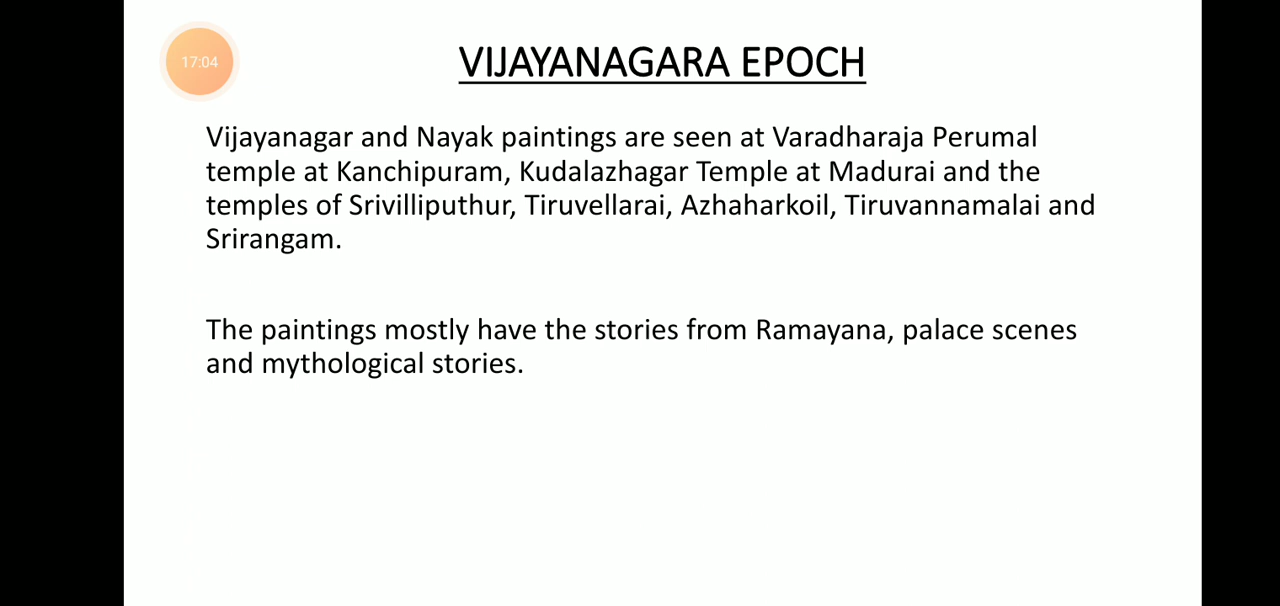 17:04
VIJAYANAGARA EPOCH
Vijayanagar and Nayak paintings are seen at Varadharaja Perumal
temple at Kanchipuram, Kudalazhagar Temple at Madurai and the
temples of Srivilliputhur, Tiruvellarai, Azhaharkoil, Tiruvannamalai and
Srirangam.
The paintings mostly have the stories from Ramayana, palace scenes
and mythological stories.